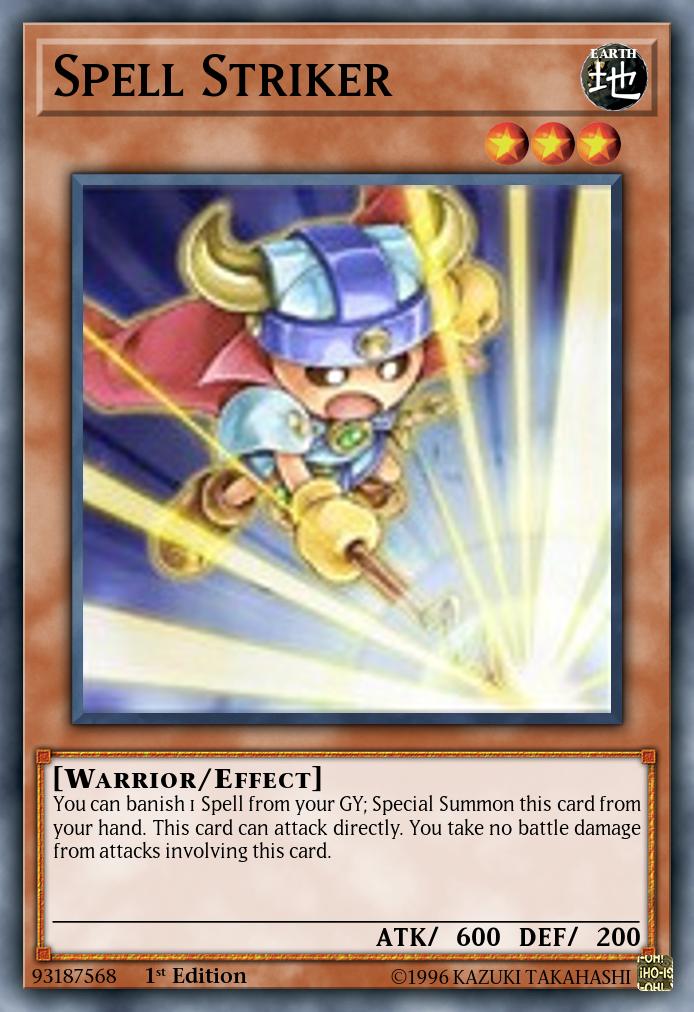 Spell Striker
EARTH
地
[Warrior/Effect]
You can banish 1 Spell from your GY; Special Summon this card from
your hand. This card can attack directly. You take no battle damage
from attacks involving this card.
ATK/ 600 DEF/ 200
93187568 1st Edition ©1996 KAZUKI TAKAHASHI